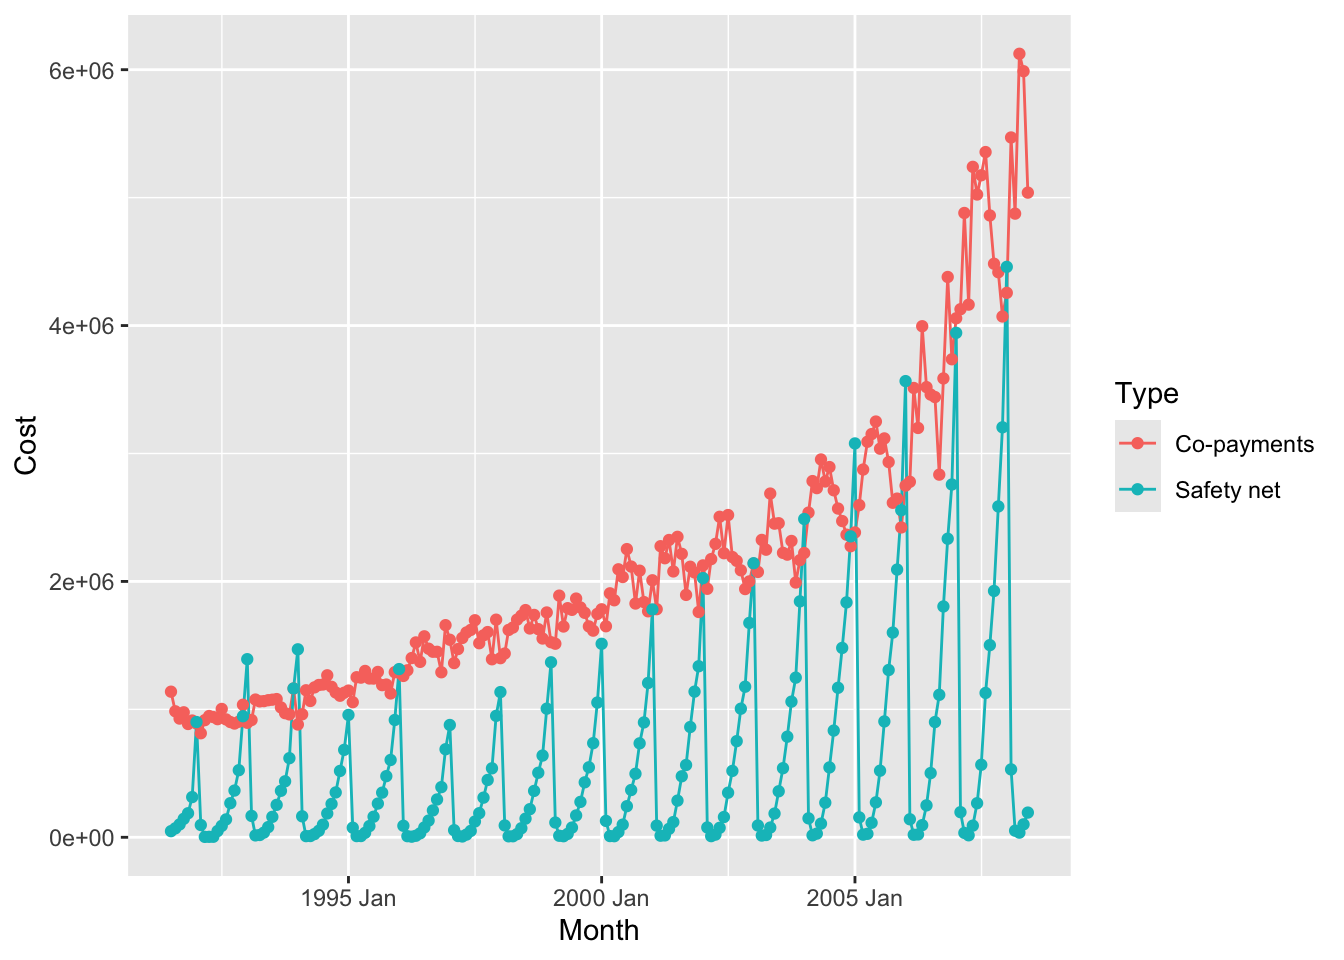 6e+06
4e+06
2e+06
0e+00
Cost
1995 Jan
2000 Jan
2005 Jan
Month
Type
Co-payments
Safety net